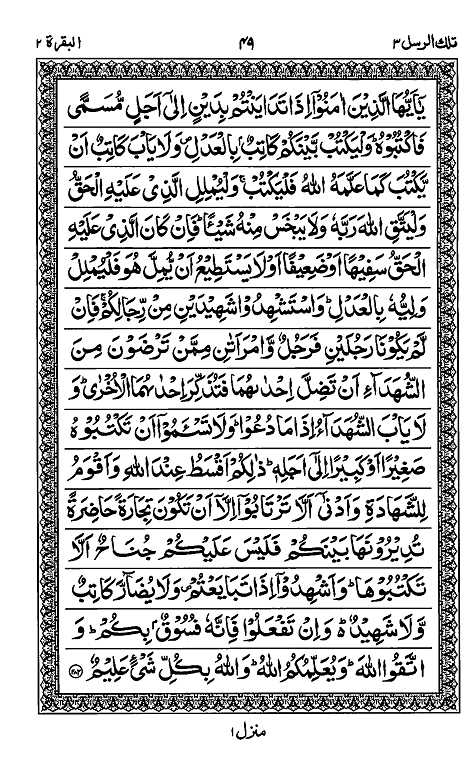 تلك الرسل ٣ ۴۹ البقرة ٢
يٰۤاَيُّهَا الَّذِيْنَ اٰمَنُوْۤا اِذَا تَدَايَنْتُمْ بِدَيْنٍ اِلٰۤى اَجَلٍ مُّسَمًّى
فَاكْتُبُوْهُ ؕ وَلْيَكْتُبْ بَّيْنَكُمْ كَاتِبٌۢ بِالْعَدْلِ ۪ وَلَا يَاْبَ كَاتِبٌ اَنْ
يَّكْتُبَ كَمَا عَلَّمَهُ اللّٰهُ فَلْيَكْتُبْ ۚ وَلْيُمْلِلِ الَّذِيْ عَلَيْهِ الْحَقُّ
وَلْيَتَّقِ اللّٰهَ رَبَّهٗ وَلَا يَبْخَسْ مِنْهُ شَيْـًٔا ؕ فَاِنْ كَانَ الَّذِيْ عَلَيْهِ
الْحَقُّ سَفِيْهًا اَوْ ضَعِيْفًا اَوْ لَا يَسْتَطِيْعُ اَنْ يُّمِلَّ هُوَ فَلْيُمْلِلْ
وَلِيُّهٗ بِالْعَدْلِ ؕ وَاسْتَشْهِدُوْا شَهِيْدَيْنِ مِنْ رِّجَالِكُمْ ۚ فَاِنْ
لَّمْ يَكُوْنَا رَجُلَيْنِ فَرَجُلٌ وَّامْرَاَتٰنِ مِمَّنْ تَرْضَوْنَ مِنَ
الشُّهَدَآءِ اَنْ تَضِلَّ اِحْدٰىهُمَا فَتُذَكِّرَ اِحْدٰىهُمَا الْاُخْرٰى ؕ وَ
لَا يَاْبَ الشُّهَدَآءُ اِذَا مَا دُعُوْا ؕ وَلَا تَسْـَٔمُوْۤا اَنْ تَكْتُبُوْهُ
صَغِيْرًا اَوْ كَبِيْرًا اِلٰۤى اَجَلِهٖ ؕ ذٰلِكُمْ اَقْسَطُ عِنْدَ اللّٰهِ وَاَقْوَمُ
لِلشَّهَادَةِ وَاَدْنٰۤى اَلَّا تَرْتَابُوْۤا اِلَّاۤ اَنْ تَكُوْنَ تِجَارَةً حَاضِرَةً
تُدِيْرُوْنَهَا بَيْنَكُمْ فَلَيْسَ عَلَيْكُمْ جُنَاحٌ اَلَّا
تَكْتُبُوْهَا ؕ وَاَشْهِدُوْۤا اِذَا تَبَايَعْتُمْ ۪ وَلَا يُضَآرَّ كَاتِبٌ
وَّلَا شَهِيْدٌ ؕ وَاِنْ تَفْعَلُوْا فَاِنَّهٗ فُسُوْقٌۢ بِكُمْ ؕ وَ
اتَّقُوا اللّٰهَ ؕ وَيُعَلِّمُكُمُ اللّٰهُ ؕ وَاللّٰهُ بِكُلِّ شَيْءٍ عَلِيْمٌ ۲۸۲
منزل ١